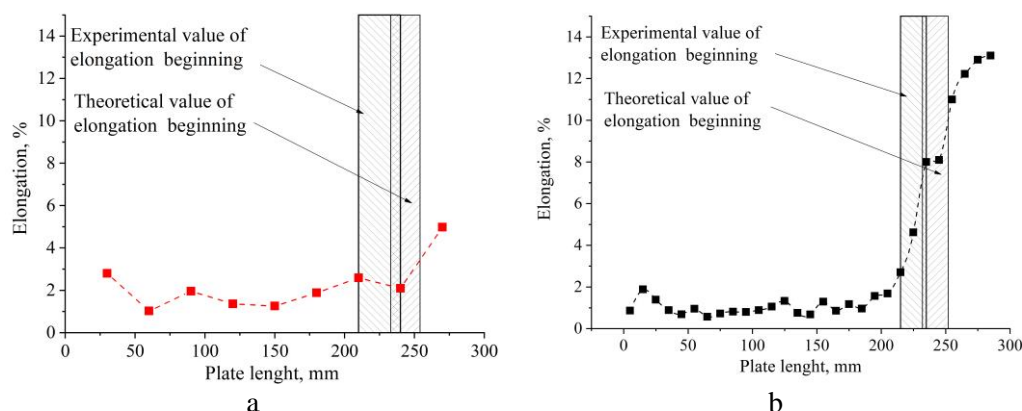 14
12
10
8
6
4
2
0
Elongation, %
Experimental value of
elongation beginning
Theoretical value of
elongation beginning
0 50 100 150 200 250 300
Plate lenght, mm
a
14
12
10
8
6
4
2
0
Elongation, %
Experimental value of
elongation beginning
Theoretical value of
elongation beginning
0 50 100 150 200 250 300
Plate lenght, mm
b